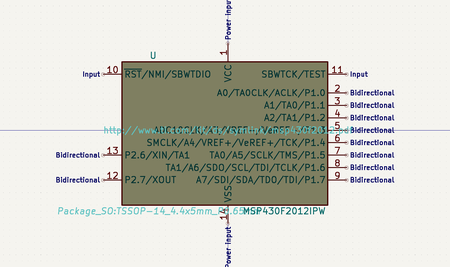 Power input
U
1
VCC
Input 10 RST/NMI/SBWTDIO SBWTCK/TEST 11 Input
A0/TA0CLK/ACLK/P1.0 2 Bidirectional
A1/TA0/P1.1 3 Bidirectional
A2/TA1/P1.2 4 Bidirectional
5 Bidirectional
SMCLK/A4/VREF+/VeREF+/TCK/P1.4 6 Bidirectional
Bidirectional 13 P2.6/XIN/TA1 TA0/A5/SCLK/TMS/P1.5 7 Bidirectional
TA1/A6/SDO/SCL/TDI/TCLK/P1.6 8 Bidirectional
Bidirectional 12 P2.7/XOUT A7/SDI/SDA/TDO/TDI/P1.7 9 Bidirectional
VSS
14
Package_SO:TSSOP-14_4.4x5mm_P0.65mm MSP430F2012IPW
Power input